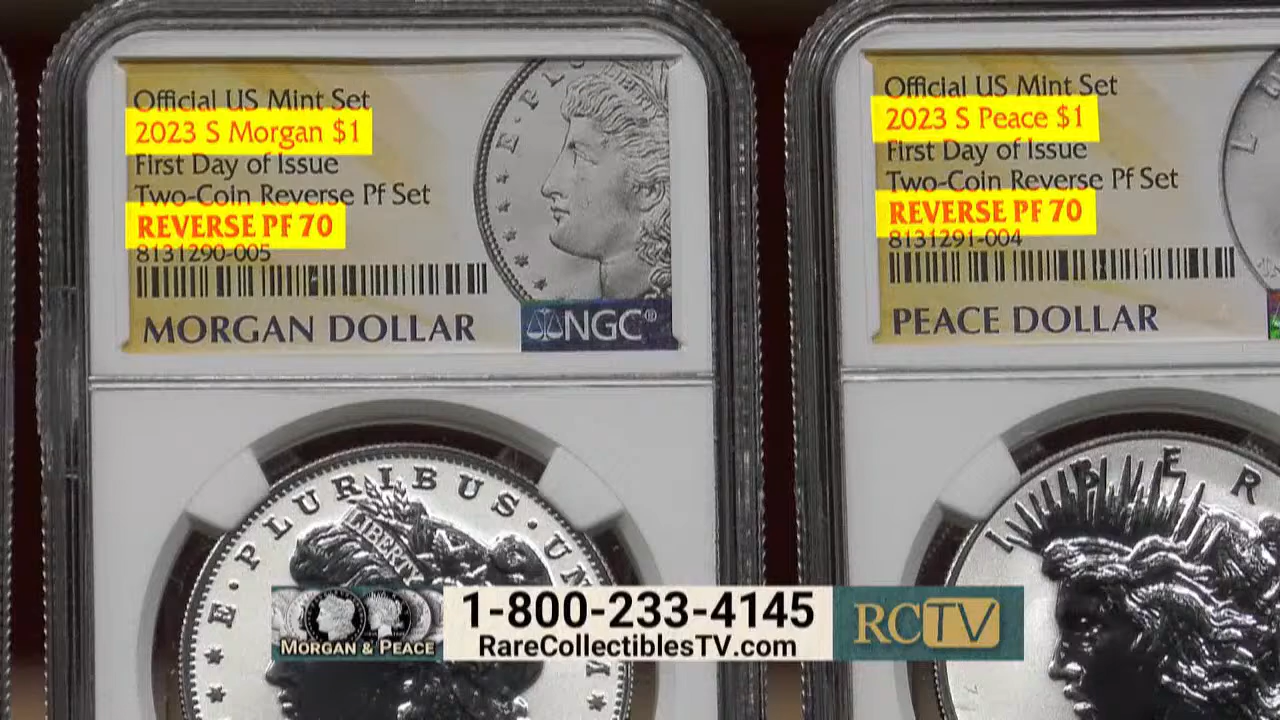 Official US Mint Set
2023 S Morgan $1
First Day of Issue
Two-Coin Reverse Pf Set
REVERSE PF 70
8131290-005
MORGAN DOLLAR
NGC®
Official US Mint Set
2023 S Peace $1
First Day of Issue
Two-Coin Reverse Pf Set
REVERSE PF 70
8131291-004
PEACE DOLLAR
E·PLURIBUS·UN
LIBERTY
LIBER
MORGAN & PEACE
1-800-233-4145
RareCollectiblesTV.com
RCTV